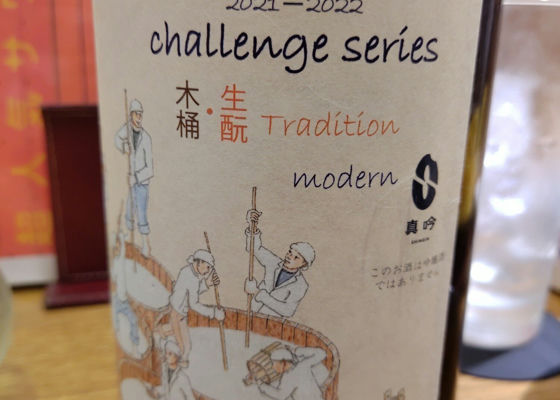 2021-2022
challenge series
木桶・生酛 Tradition
modern
真吟
SHINGIN
このお酒は吟醸酒
ではありません